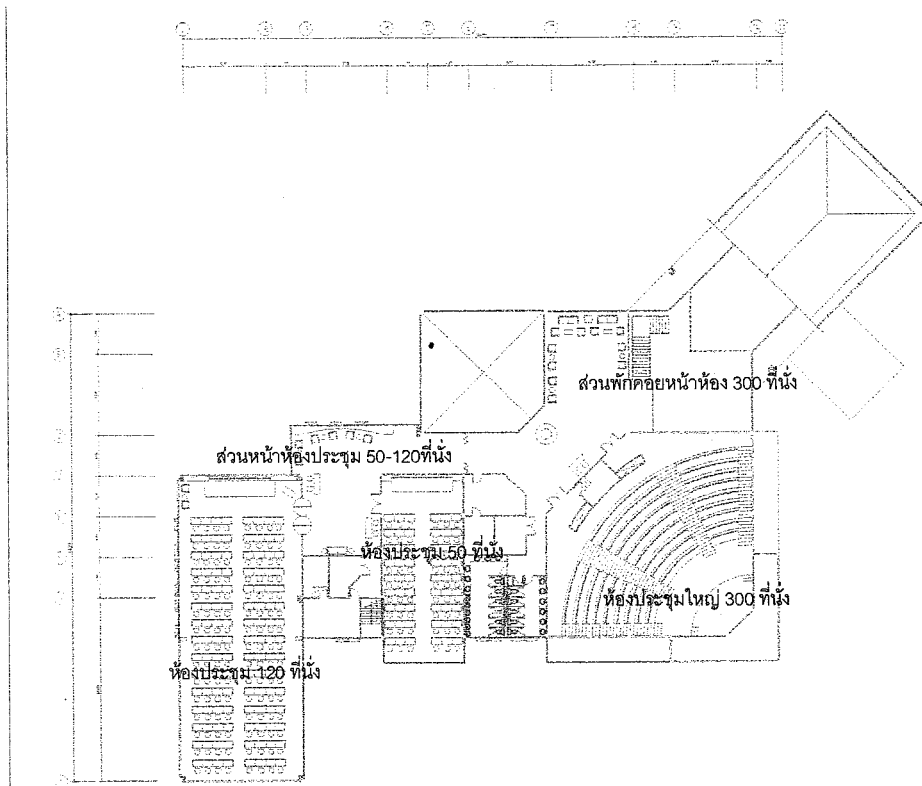 ส่วนพักคอยหน้าห้อง 300 ที่นั่ง
ส่วนหน้าห้องประชุม 50-120ที่นั่ง
ห้องประชุม 50 ที่นั่ง
ห้องประชุมใหญ่ 300 ที่นั่ง
ห้องประชุม 120 ที่นั่ง